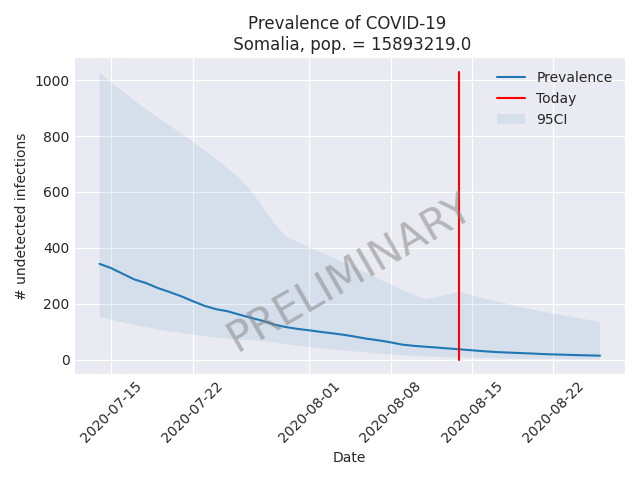 Prevalence of COVID-19
Somalia, pop. = 15893219.0
Prevalence
Today
95CI
1000
800
600
400
200
0
# undetected infections
PRELIMINARY
2020-07-15
2020-07-22
2020-08-01
2020-08-08
2020-08-15
2020-08-22
Date